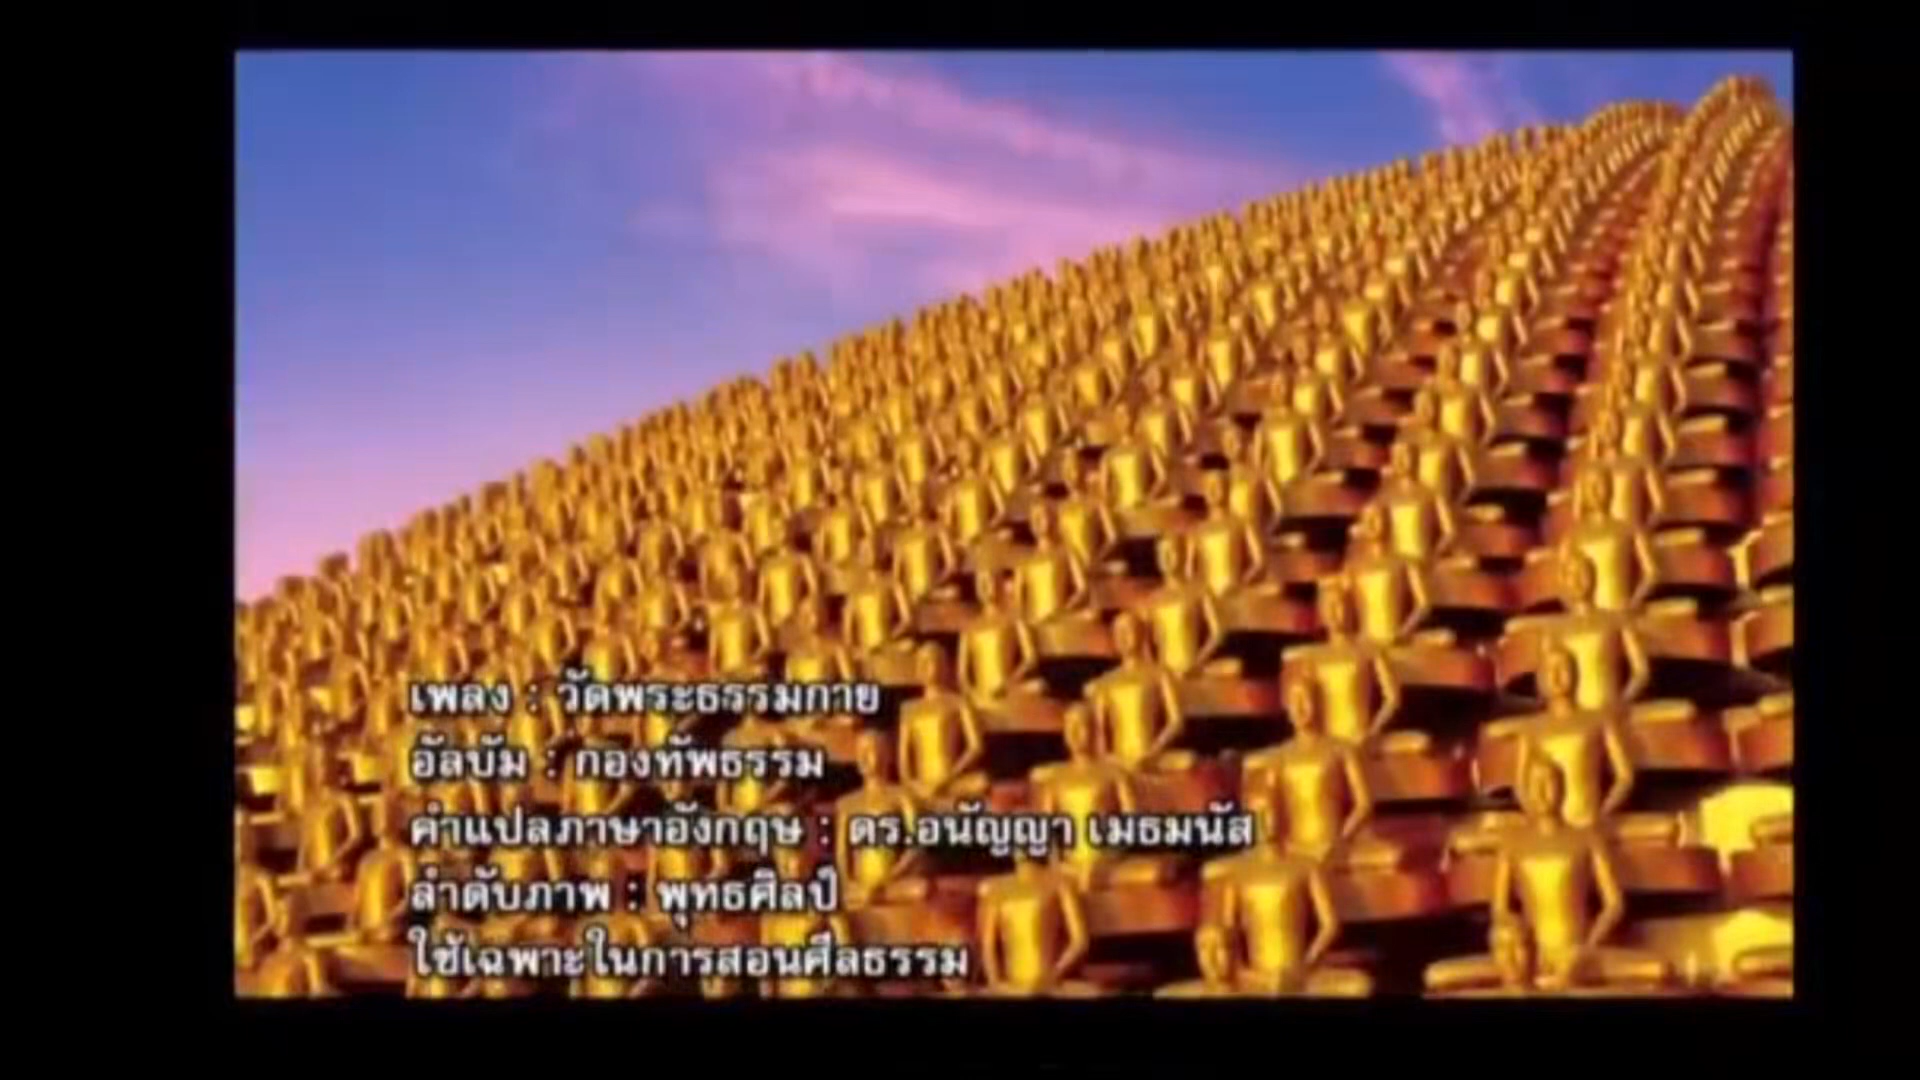 เพลง : วัดพระธรรมกาย
อัลบัม : กองทัพธรรม
คำแปลภาษาอังกฤษ : ดร.อนัญญา เมธมนัส
ลำดับภาพ : พุทธศิลป์
ใช้เฉพาะในการสอนศีลธรรม